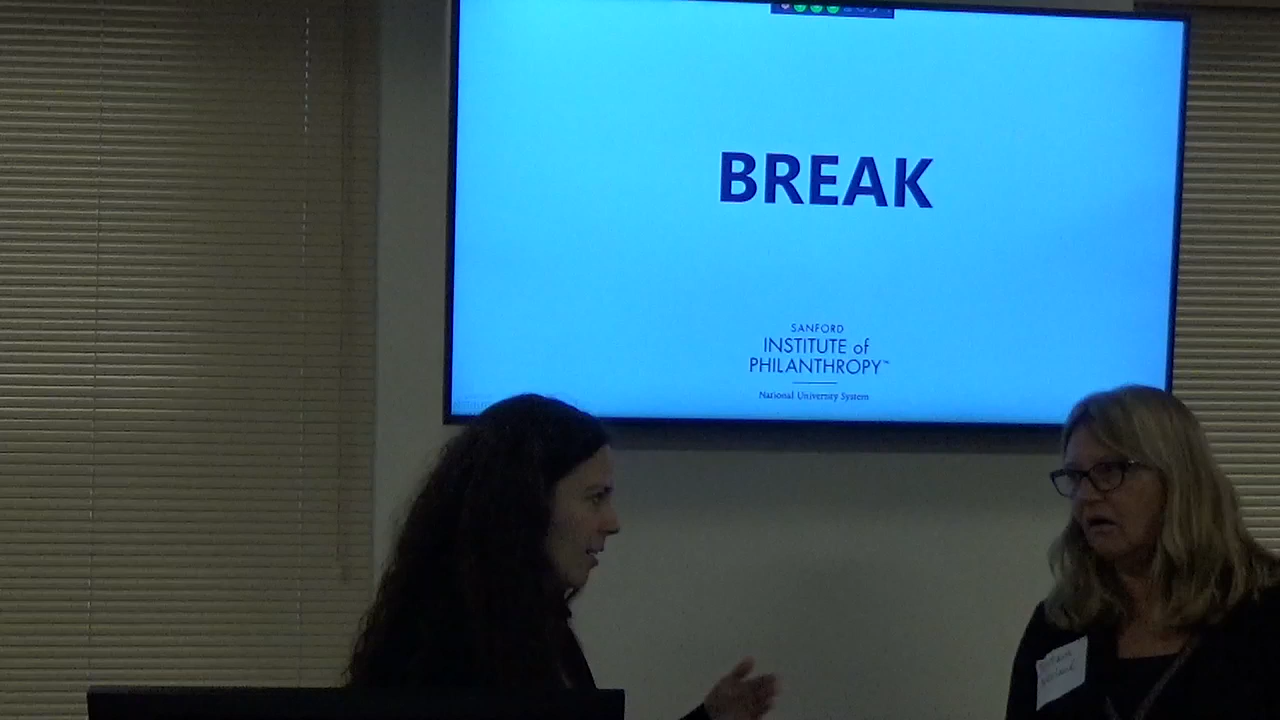 BREAK
SANFORD
INSTITUTE of
PHILANTHROPY™
National University System